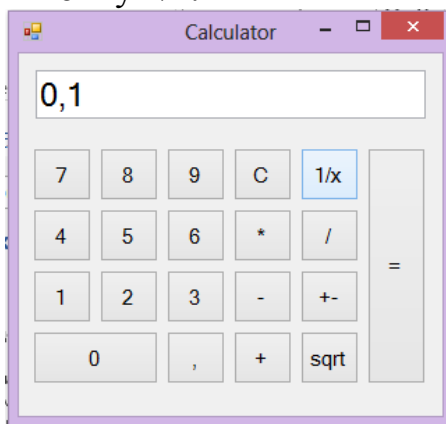 Calculator
0,1
7 8 9 C 1/x
4 5 6 * /
=
1 2 3 - +-
0 , + sqrt